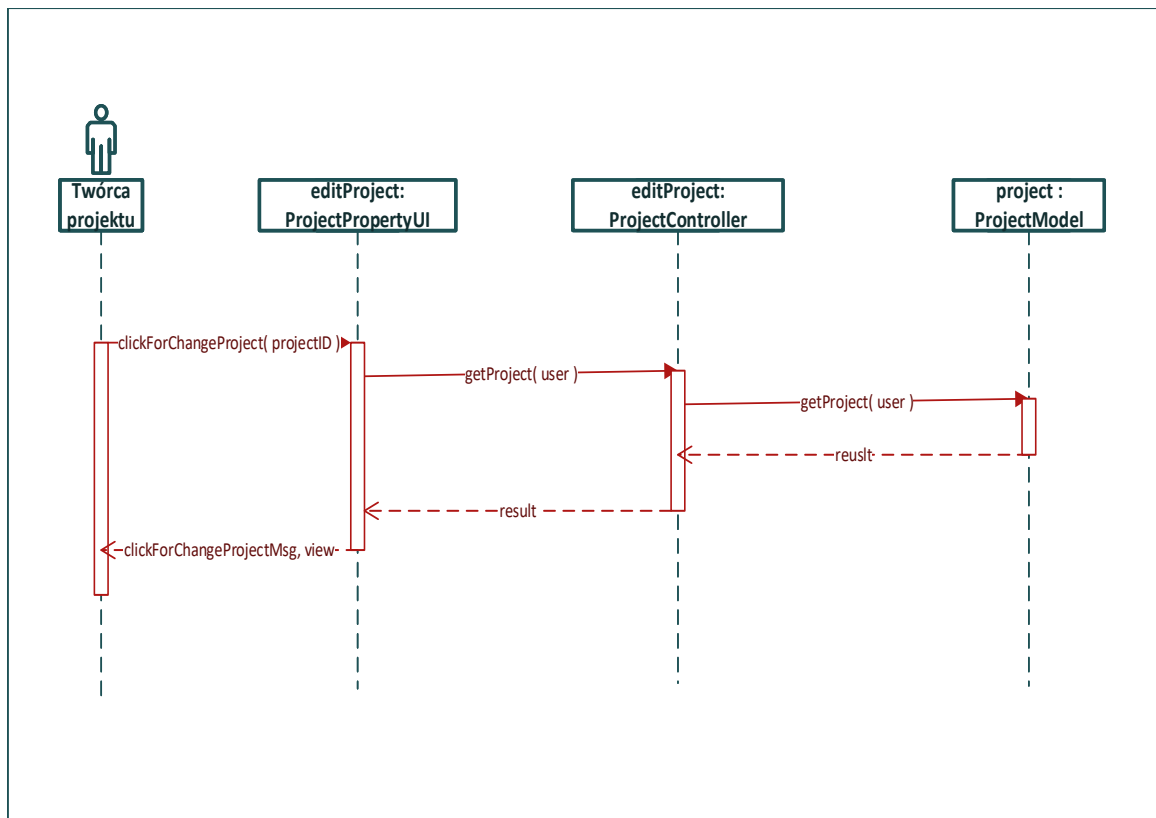 Twórca
projektu
editProject:
ProjectPropertyUI
editProject:
ProjectController
project :
ProjectModel
clickForChangeProject( projectID )
getProject( user )
getProject( user )
reuslt
result
clickForChangeProjectMsg, view